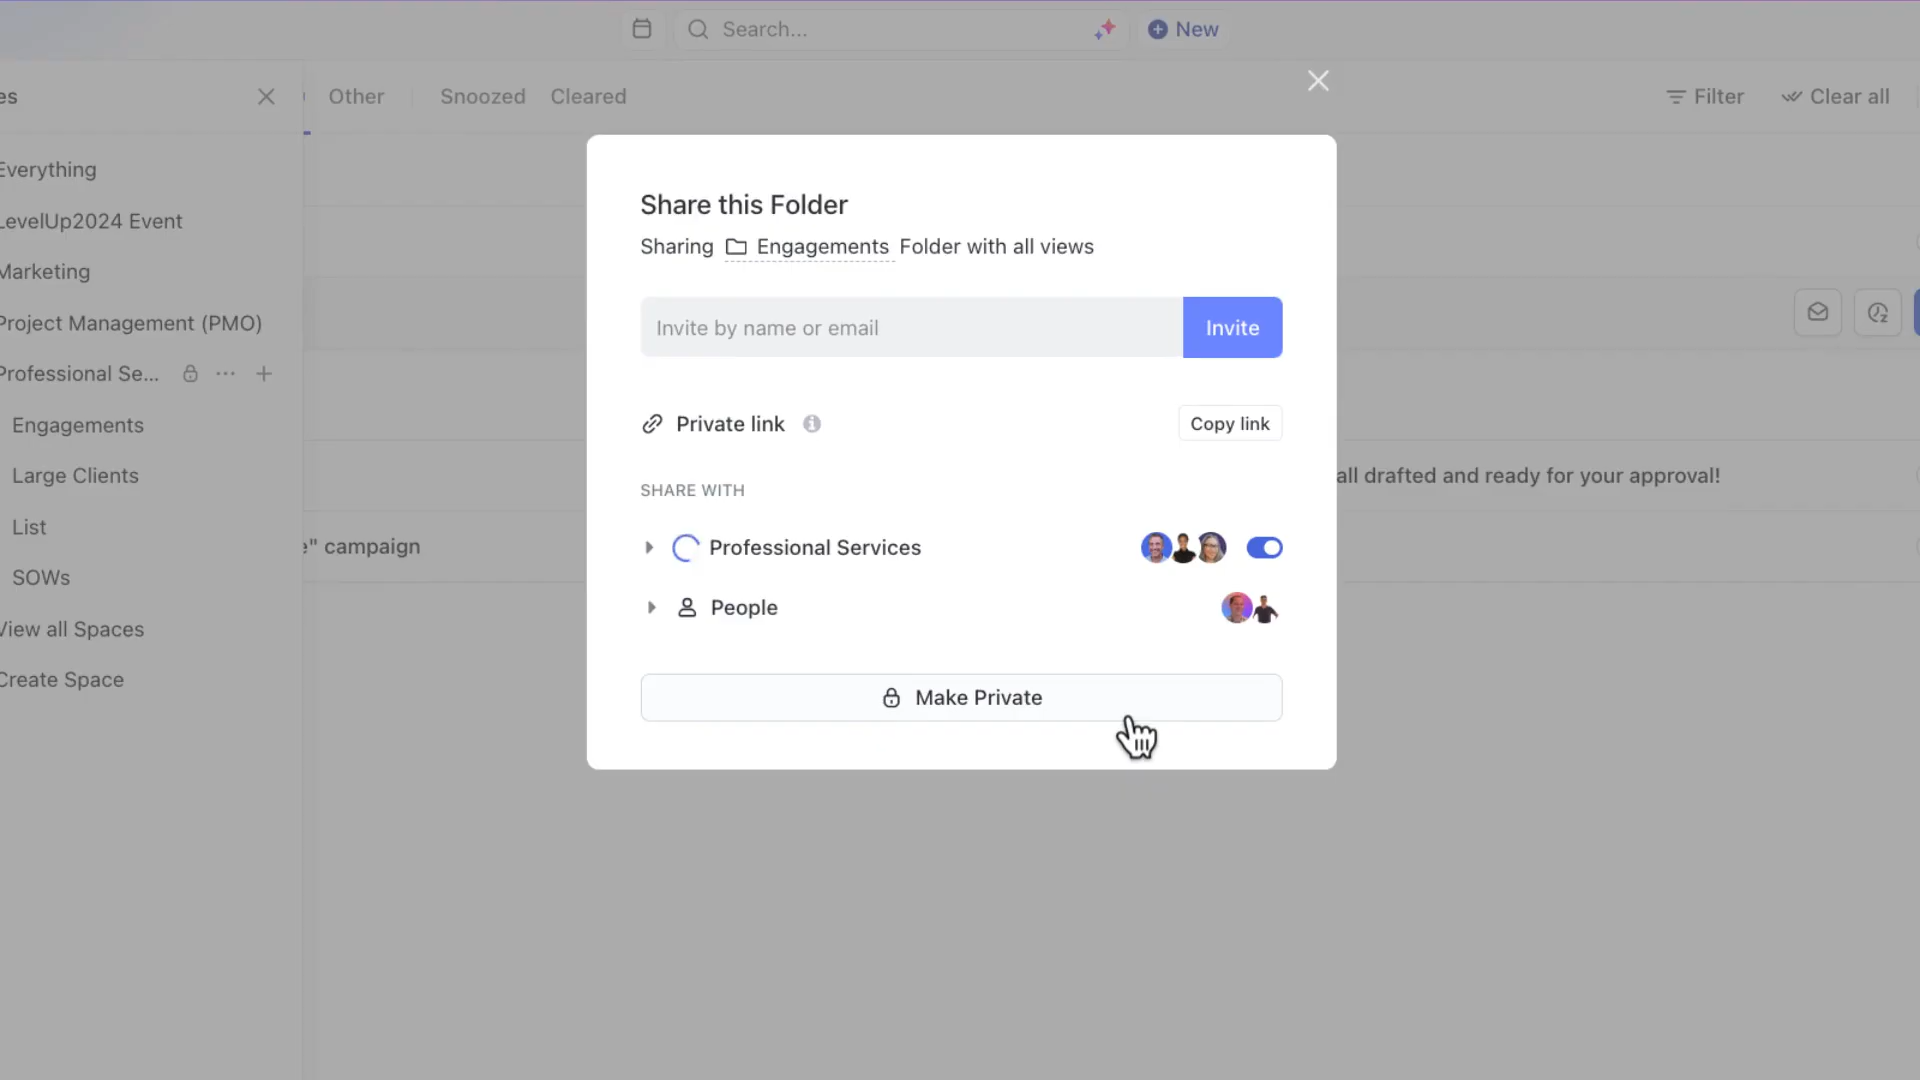 Search...
New
es
Other
Snoozed
Cleared
Filter
Clear all
Everything
LevelUp2024 Event
Marketing
Project Management (PMO)
Professional Se...
Engagements
Large Clients
List
SOWs
View all Spaces
Create Space
e" campaign
all drafted and ready for your approval!
Share this Folder
Sharing Engagements Folder with all views
Invite by name or email
Invite
Private link
Copy link
SHARE WITH
Professional Services
People
Make Private